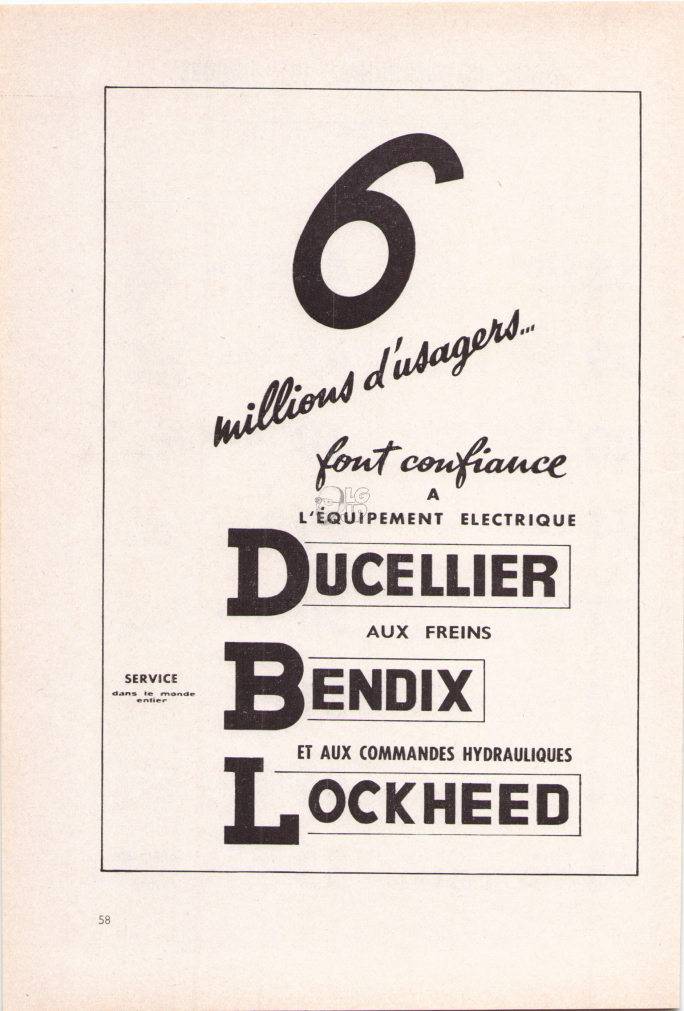 6
millions d'usagers...
font confiance
A
L'ÉQUIPEMENT ELECTRIQUE
DUCELLIER
AUX FREINS
BENDIX
SERVICE
dans le monde
entier
ET AUX COMMANDES HYDRAULIQUES
LOCKHEED
58